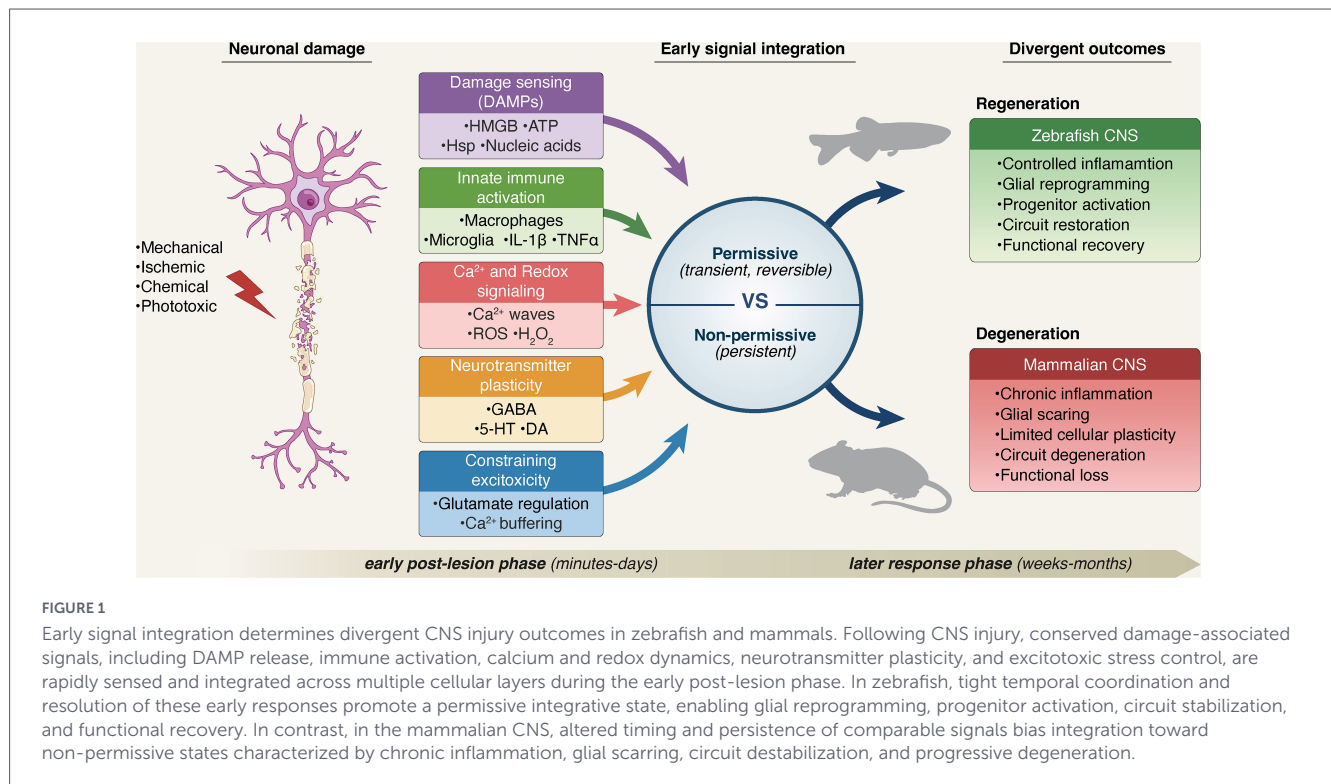 Neuronal damage
Early signial integration
Divergent outcomes
•Mechanical
•Ischemic
•Chemical
•Phototoxic
Damage sensing
(DAMPs)
•HMGB •ATP
•Hsp •Nucleic acids
Innate immune
activation
•Macrophages
•Microglia •IL-1β •TNFα
Ca²⁺ and Redox
signialing
•Ca²⁺ waves
•ROS •H₂O₂
Neurotransmitter
plasticity
•GABA
•5-HT •DA
Constraining
excitoxicity
•Glutamate regulation
•Ca²⁺ buffering
Permissive
(transient, reversible)
VS
Non-permissive
(persistent)
Regeneration
Zebrafish CNS
•Controlled inflamamtion
•Glial reprogramming
•Progenitor activation
•Circuit restoration
•Functional recovery
Degeneration
Mammalian CNS
•Chronic inflammation
•Glial scaring
•Limited cellular plasticity
•Circuit degeneration
•Functional loss
early post-lesion phase (minutes-days)
later response phase (weeks-months)
FIGURE 1
Early signal integration determines divergent CNS injury outcomes in zebrafish and mammals. Following CNS injury, conserved damage-associated
signals, including DAMP release, immune activation, calcium and redox dynamics, neurotransmitter plasticity, and excitotoxic stress control, are
rapidly sensed and integrated across multiple cellular layers during the early post-lesion phase. In zebrafish, tight temporal coordination and
resolution of these early responses promote a permissive integrative state, enabling glial reprogramming, progenitor activation, circuit stabilization,
and functional recovery. In contrast, in the mammalian CNS, altered timing and persistence of comparable signals bias integration toward
non-permissive states characterized by chronic inflammation, glial scarring, circuit destabilization, and progressive degeneration.